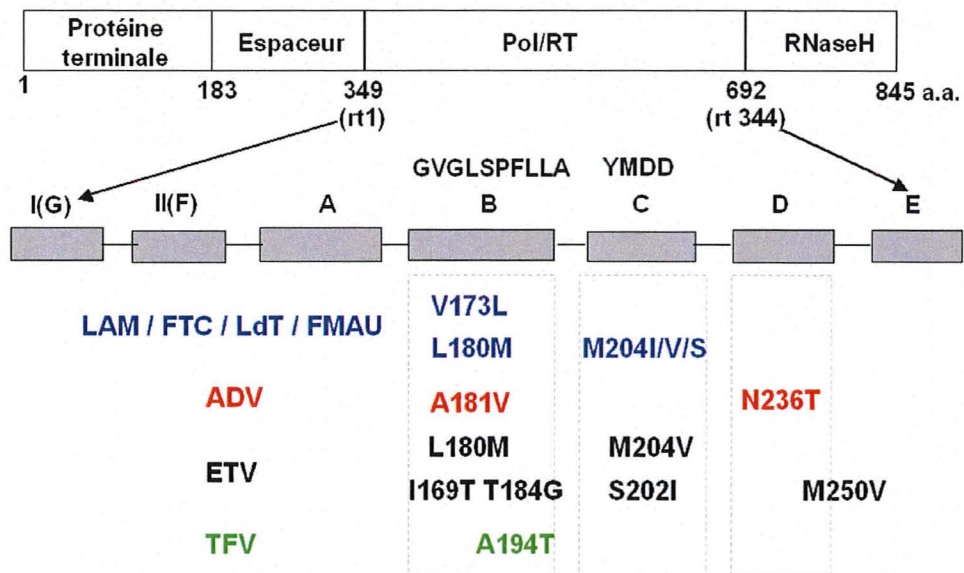 Protéine terminale Espaceur Pol/RT RNaseH
1 183 349 692 845 a.a.
(rt1) (rt 344)
GVGLSPFLLA YMDD
I(G) II(F) A B C D E
V173L
LAM / FTC / LdT / FMAU
L180M M204I/V/S
ADV A181V N236T
L180M M204V
ETV
I169T T184G S202I M250V
TFV A194T